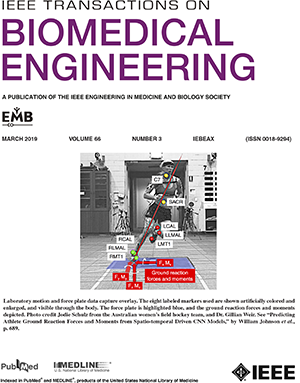 IEEE TRANSACTIONS ON
BIOMEDICAL
ENGINEERING
A PUBLICATION OF THE IEEE ENGINEERING IN MEDICINE AND BIOLOGY SOCIETY
EMB
MARCH 2019 VOLUME 66 NUMBER 3 IEBEAX (ISSN 0018-9294)
C7
SACR
LCAL
RCAL
LLMAL
RLMAL
LMT1
RMT1
Ground reaction
forces and moments
Laboratory motion and force plate data capture overlay. The eight labeled markers used are shown artificially colored and
enlarged, and visible through the body. The force plate is highlighted blue, and the ground reaction forces and moments
depicted. Photo credit Jodie Schulz from the Australian women's field hockey team, and Dr. Gillian Weir. See "Predicting
Athlete Ground Reaction Forces and Moments from Spatio-temporal Driven CNN Models," by William Johnson et al.,
p. 689.
PubMed MEDLINE
U.S. National Library of Medicine
IEEE
Indexed in PubMed® and MEDLINE®, products of the United States National Library of Medicine